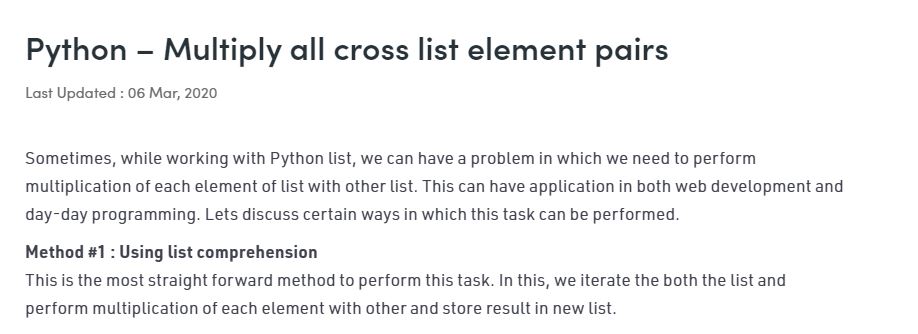 Python – Multiply all cross list element pairs
Last Updated : 06 Mar, 2020
Sometimes, while working with Python list, we can have a problem in which we need to perform
multiplication of each element of list with other list. This can have application in both web development and
day-day programming. Lets discuss certain ways in which this task can be performed.
Method #1 : Using list comprehension
This is the most straight forward method to perform this task. In this, we iterate the both the list and
perform multiplication of each element with other and store result in new list.